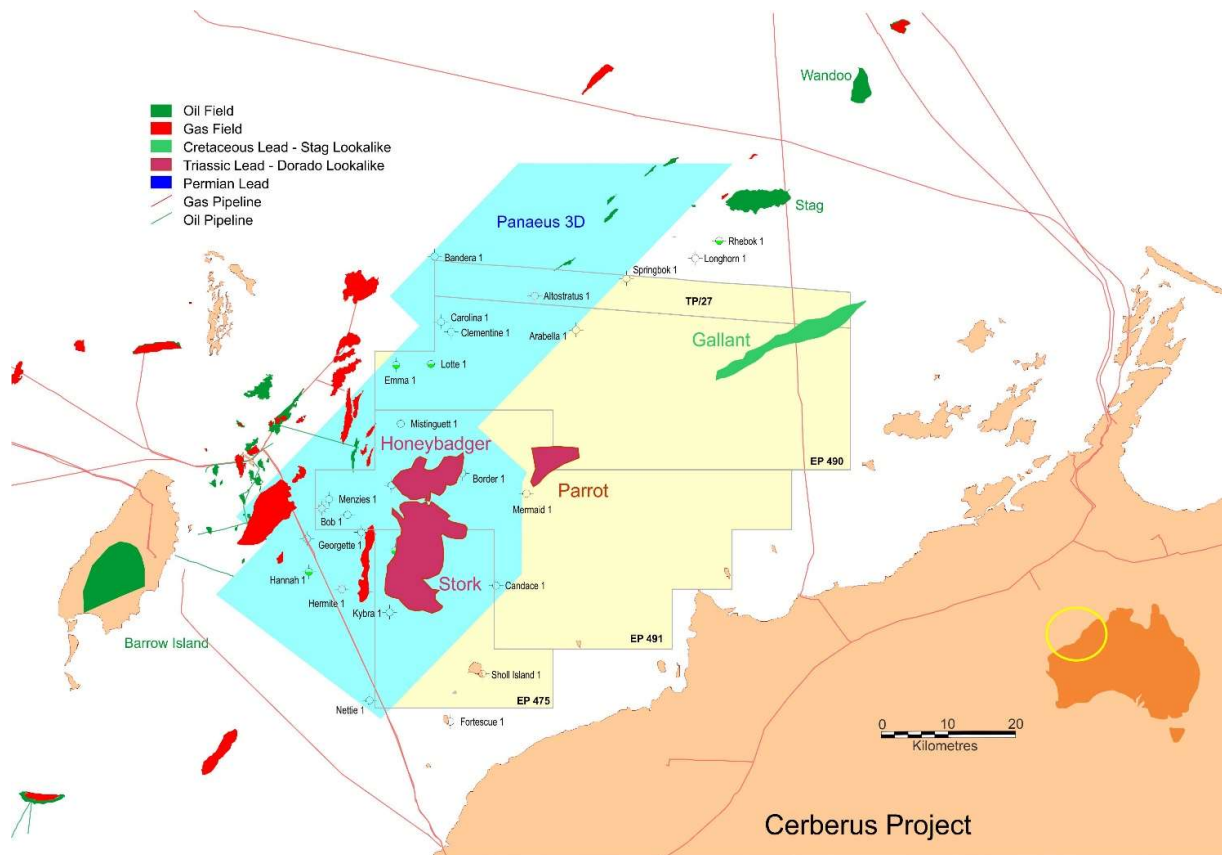 Wandoo
Oil Field
Gas Field
Cretaceous Lead - Stag Lookalike
Triassic Lead - Dorado Lookalike
Permian Lead
Gas Pipeline
Oil Pipeline
Stag
Panaeus 3D
Rhebok 1
Bandera 1
Longhorn 1
Springbok 1
Altostratus 1
TP/27
Carolina 1
Clementine 1
Arabella 1
Gallant
Emma 1
Lotte 1
Mistinguett 1
Honeybadger
EP 490
Border 1
Parrot
Menzies 1
Mermaid 1
Bob 1
Georgette 1
Hannah 1
Stork
Candace 1
Hermite 1
Kybra 1
Barrow Island
EP 491
Sholl Island 1
EP 475
Nettie 1
Fortescue 1
0 10 20
Kilometres
Cerberus Project